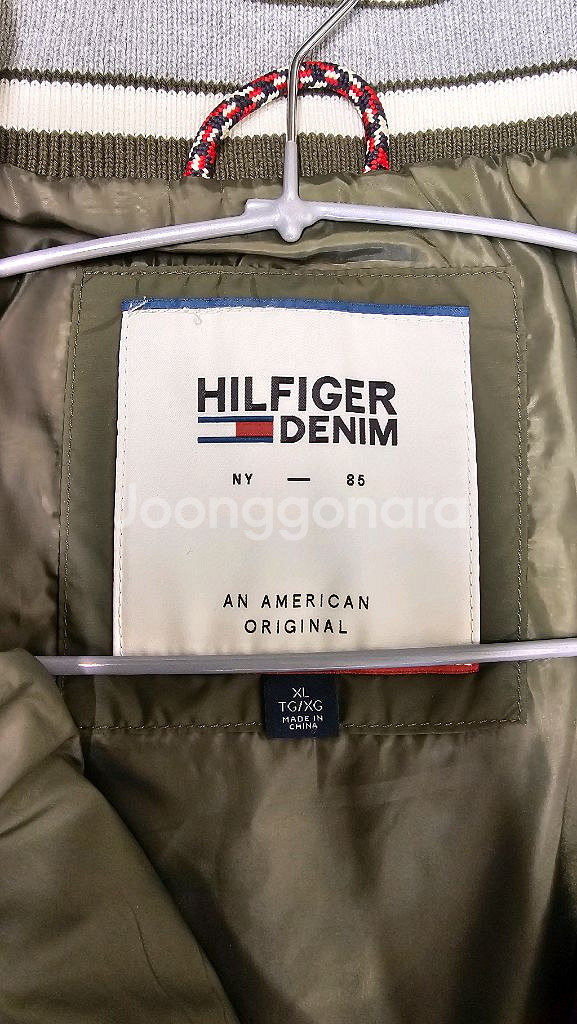 HILFIGER
DENIM
NY — 85
Joonggonara
AN AMERICAN
ORIGINAL
XL
TG/XG
MADE IN
CHINA